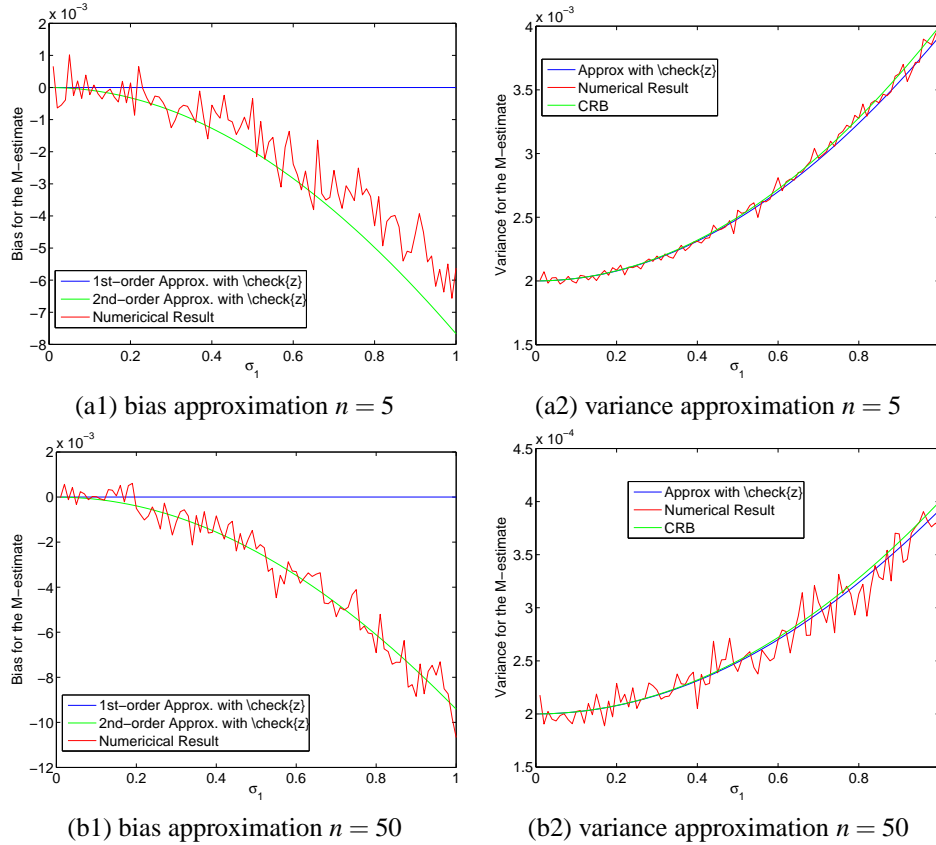 x 10⁻³
2
1
0
−1
−2
−3
−4
−5
−6
−7
−8
Bias for the M−estimate
1st−order Approx. with \check{z}
2nd−order Approx. with \check{z}
Numericical Result
0 0.2 0.4 0.6 0.8 1
σ₁
(a1) bias approximation n = 5
x 10⁻³
4
3.5
3
2.5
2
1.5
Variance for the M−estimate
Approx with \check{z}
Numerical Result
CRB
0 0.2 0.4 0.6 0.8
σ₁
(a2) variance approximation n = 5
x 10⁻³
2
0
−2
−4
−6
−8
−10
−12
Bias for the M−estimate
1st−order Approx. with \check{z}
2nd−order Approx. with \check{z}
Numericical Result
0 0.2 0.4 0.6 0.8 1
σ₁
(b1) bias approximation n = 50
x 10⁻⁴
4.5
4
3.5
3
2.5
2
1.5
Variance for the M−estimate
Approx with \check{z}
Numerical Result
CRB
0 0.2 0.4 0.6 0.8
σ₁
(b2) variance approximation n = 50